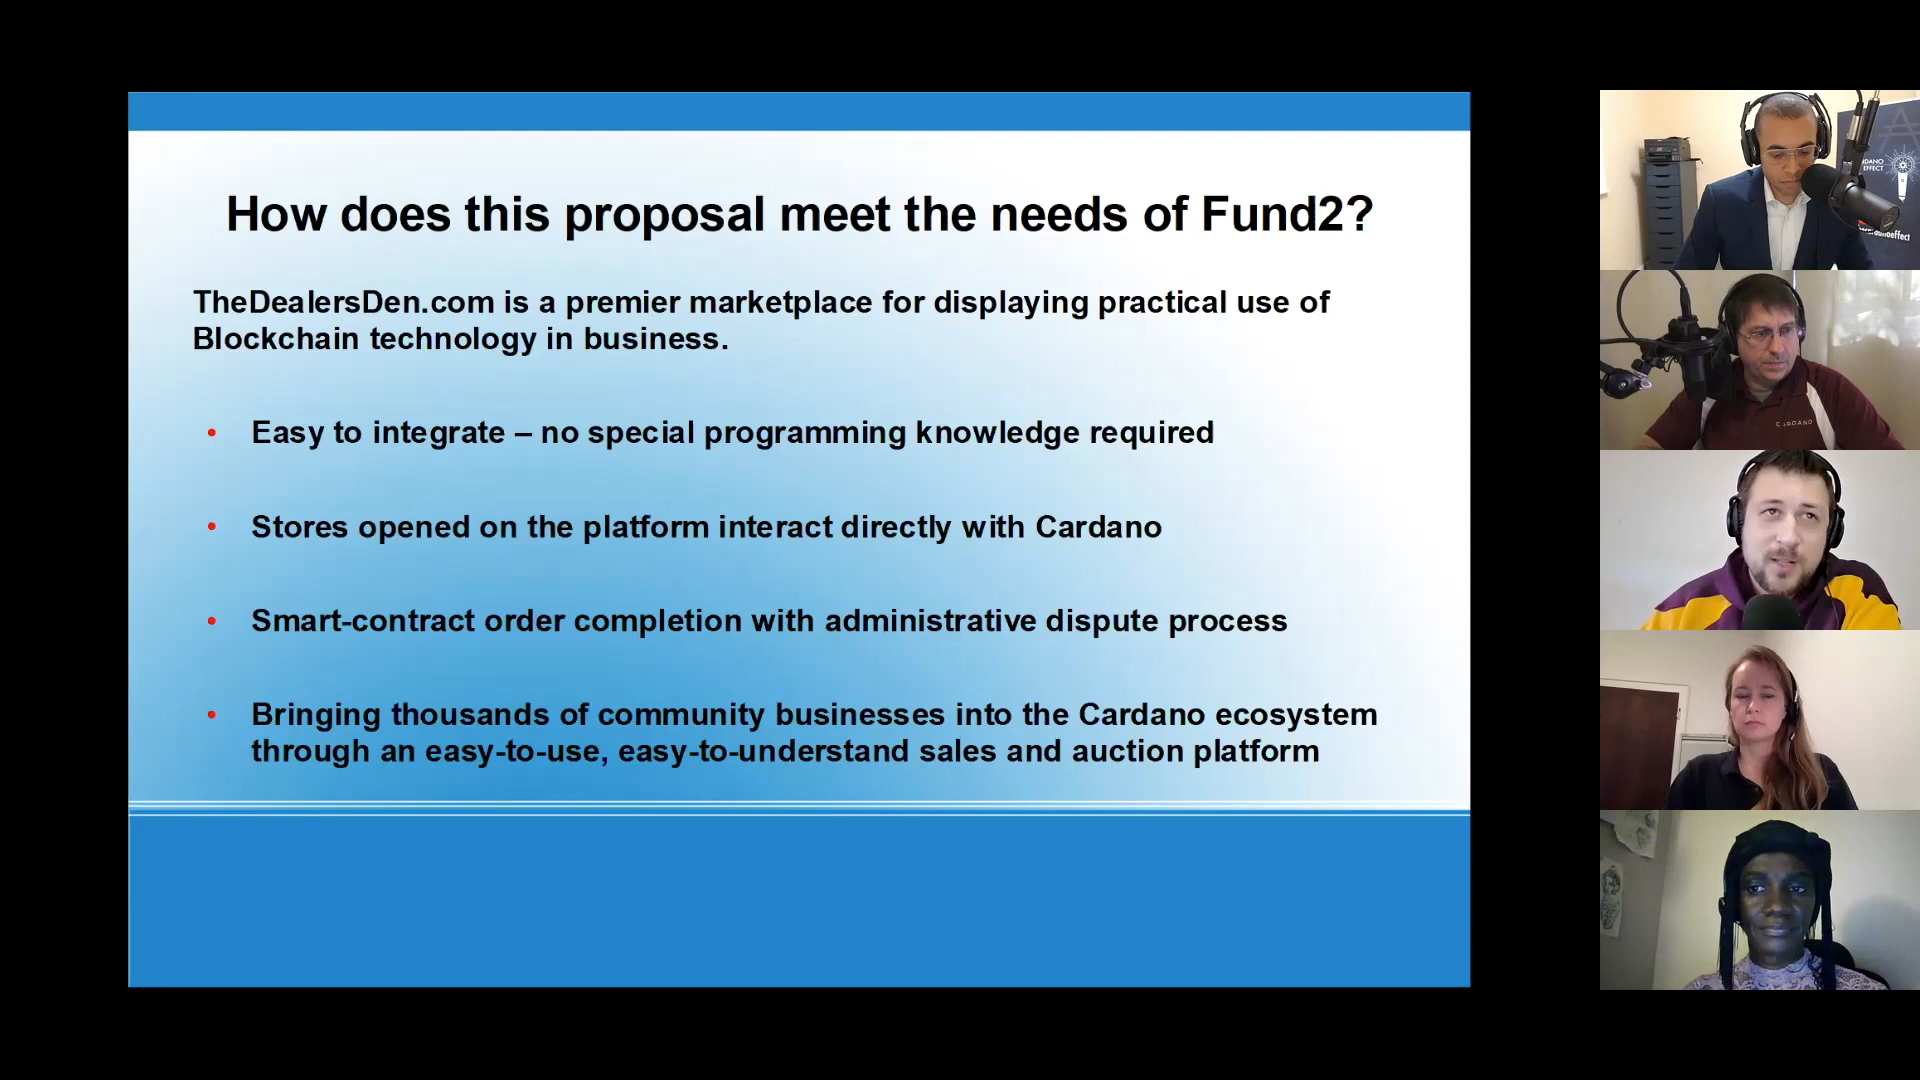 How does this proposal meet the needs of Fund2?
TheDealersDen.com is a premier marketplace for displaying practical use of
Blockchain technology in business.
• Easy to integrate – no special programming knowledge required
• Stores opened on the platform interact directly with Cardano
• Smart-contract order completion with administrative dispute process
• Bringing thousands of community businesses into the Cardano ecosystem
through an easy-to-use, easy-to-understand sales and auction platform
EFFECT
CARDANO